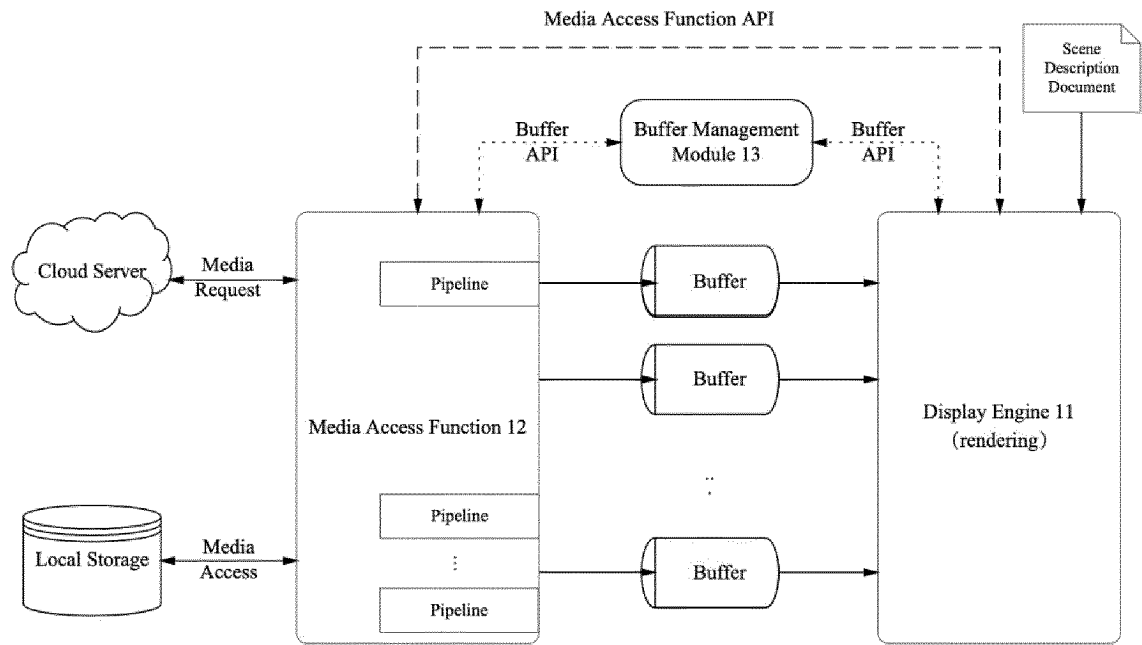 Media Access Function API
Scene
Description
Document
Buffer
API
Buffer Management
Module 13
Buffer
API
Cloud Server
Media
Request
Pipeline
Buffer
Buffer
Media Access Function 12
Display Engine 11
(rendering)
Pipeline
..
Local Storage
Media
Access
⋮
Buffer
Pipeline